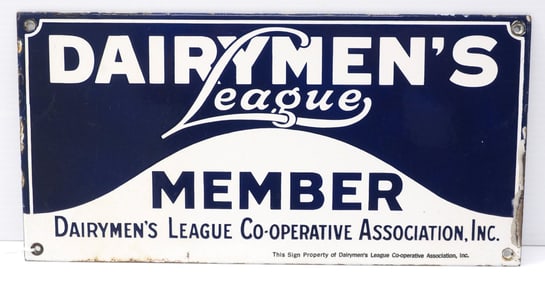 DAIRYMEN'S
League
MEMBER
DAIRYMEN'S LEAGUE CO-OPERATIVE ASSOCIATION, INC.
This Sign Property of Dairymen's League Co-operative Association, Inc.